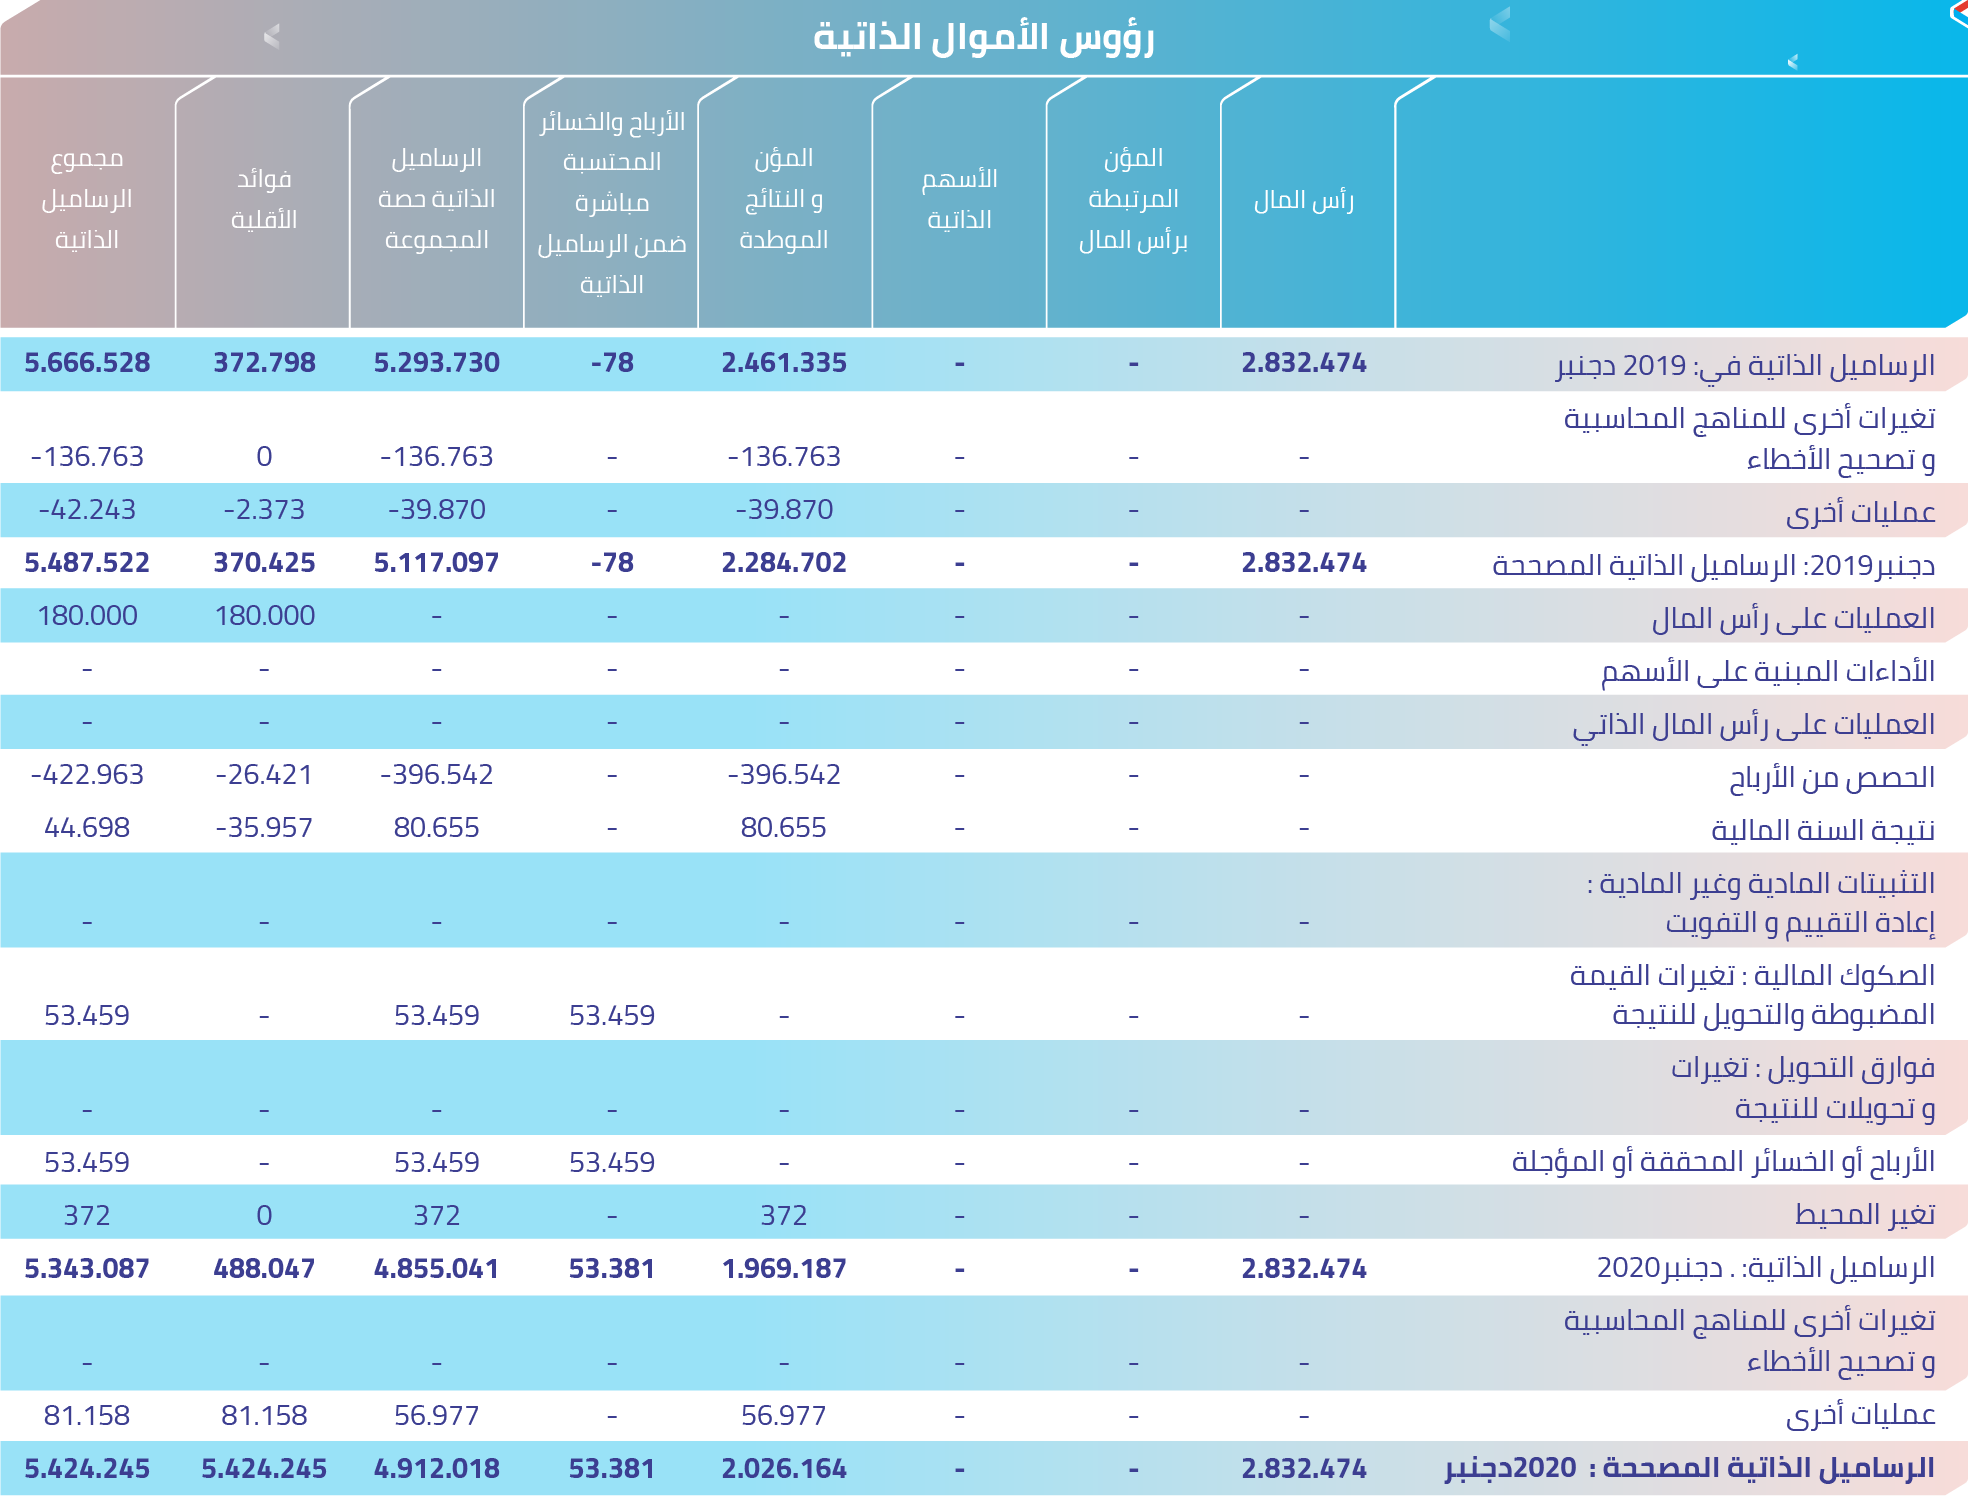 رؤوس الأموال الذاتية
رأس المال
المؤن
المرتبطة
برأس المال
الأسهم
الذاتية
المؤن
و النتائج
الموطدة
الأرباح والخسائر
المحتسبة
مباشرة
ضمن الرساميل
الذاتية
الرساميل
الذاتية حصة
المجموعة
فوائد
الأقلية
مجموع
الرساميل
الذاتية
الرساميل الذاتية في: 2019 دجنبر 2.832.474 - - 2.461.335 -78 5.293.730 372.798 5.666.528
تغيرات أخرى للمناهج المحاسبية
و تصحيح الأخطاء - - - -136.763 - -136.763 0 -136.763
عمليات أخرى - - - -39.870 - -39.870 -2.373 -42.243
دجنبر2019: الرساميل الذاتية المصححة 2.832.474 - - 2.284.702 -78 5.117.097 370.425 5.487.522
العمليات على رأس المال - - - - - - 180.000 180.000
الأداءات المبنية على الأسهم - - - - - - - -
العمليات على رأس المال الذاتي - - - - - - - -
الحصص من الأرباح - - - -396.542 - -396.542 -26.421 -422.963
نتيجة السنة المالية - - - 80.655 - 80.655 -35.957 44.698
التثبيتات المادية وغير المادية :
إعادة التقييم و التفويت - - - - - - - -
الصكوك المالية : تغيرات القيمة
المضبوطة والتحويل للنتيجة - - - - 53.459 53.459 - 53.459
فوارق التحويل : تغيرات
و تحويلات للنتيجة - - - - - - - -
الأرباح أو الخسائر المحققة أو المؤجلة - - - - 53.459 53.459 - 53.459
تغير المحيط - - - 372 - 372 0 372
الرساميل الذاتية: . دجنبر2020 2.832.474 - - 1.969.187 53.381 4.855.041 488.047 5.343.087
تغيرات أخرى للمناهج المحاسبية
و تصحيح الأخطاء - - - - - - - -
عمليات أخرى - - - 56.977 - 56.977 81.158 81.158
الرساميل الذاتية المصححة : 2020دجنبر 2.832.474 - - 2.026.164 53.381 4.912.018 5.424.245 5.424.245